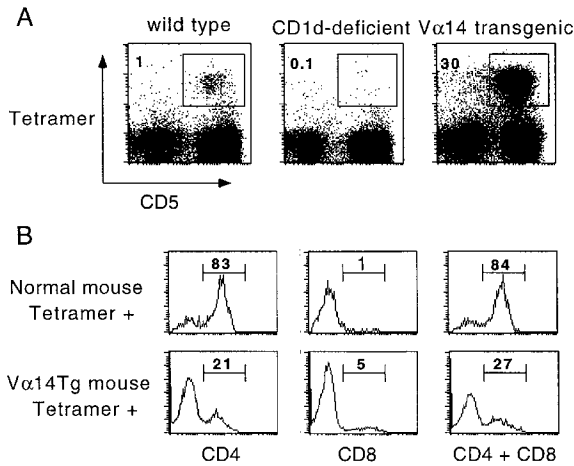 A
wild type
CD1d-deficient
Vα14 transgenic
1
0.1
30
Tetramer
CD5
B
83
1
84
Normal mouse
Tetramer +
21
5
27
Vα14Tg mouse
Tetramer +
CD4
CD8
CD4 + CD8